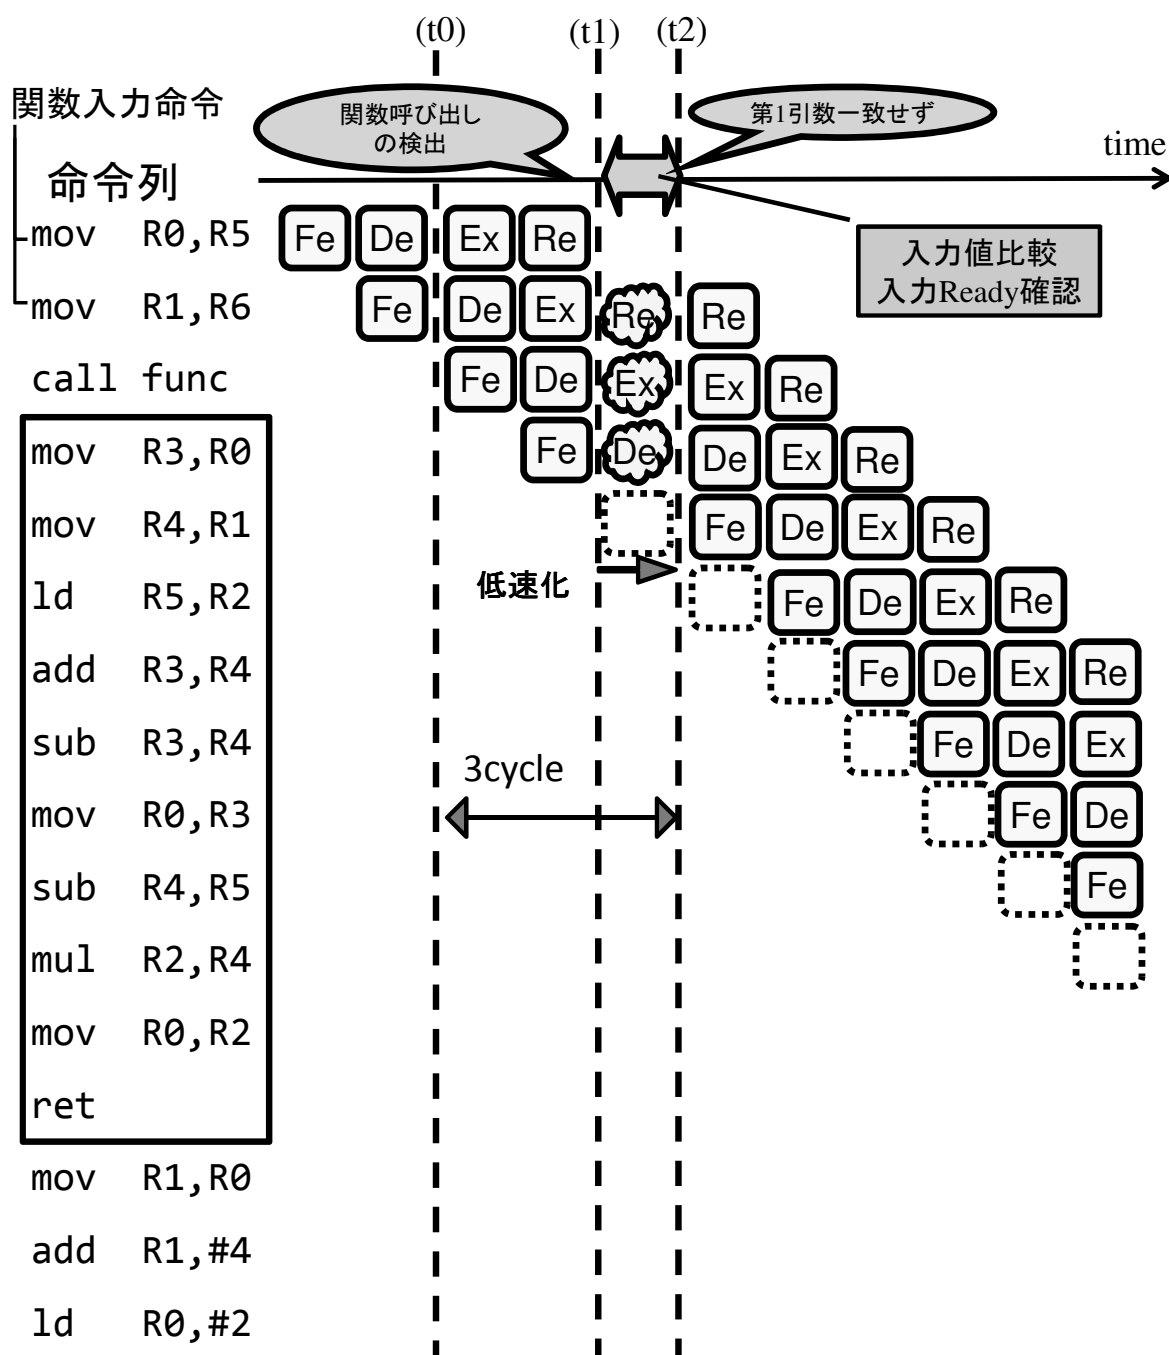 (t0) (t1) (t2)
関数入力命令
関数呼び出し
の検出
第1引数一致せず
time
命令列
入力値比較
入力Ready確認
mov R0,R5 Fe De Ex Re
mov R1,R6 Fe De Ex Re Re
call func Fe De Ex Ex Re
mov R3,R0 Fe De De Ex Re
mov R4,R1 Fe De Ex Re
低速化
ld R5,R2 Fe De Ex Re
add R3,R4 Fe De Ex Re
sub R3,R4 Fe De Ex
3cycle
mov R0,R3 Fe De
sub R4,R5 Fe
mul R2,R4
mov R0,R2
ret
mov R1,R0
add R1,#4
ld R0,#2